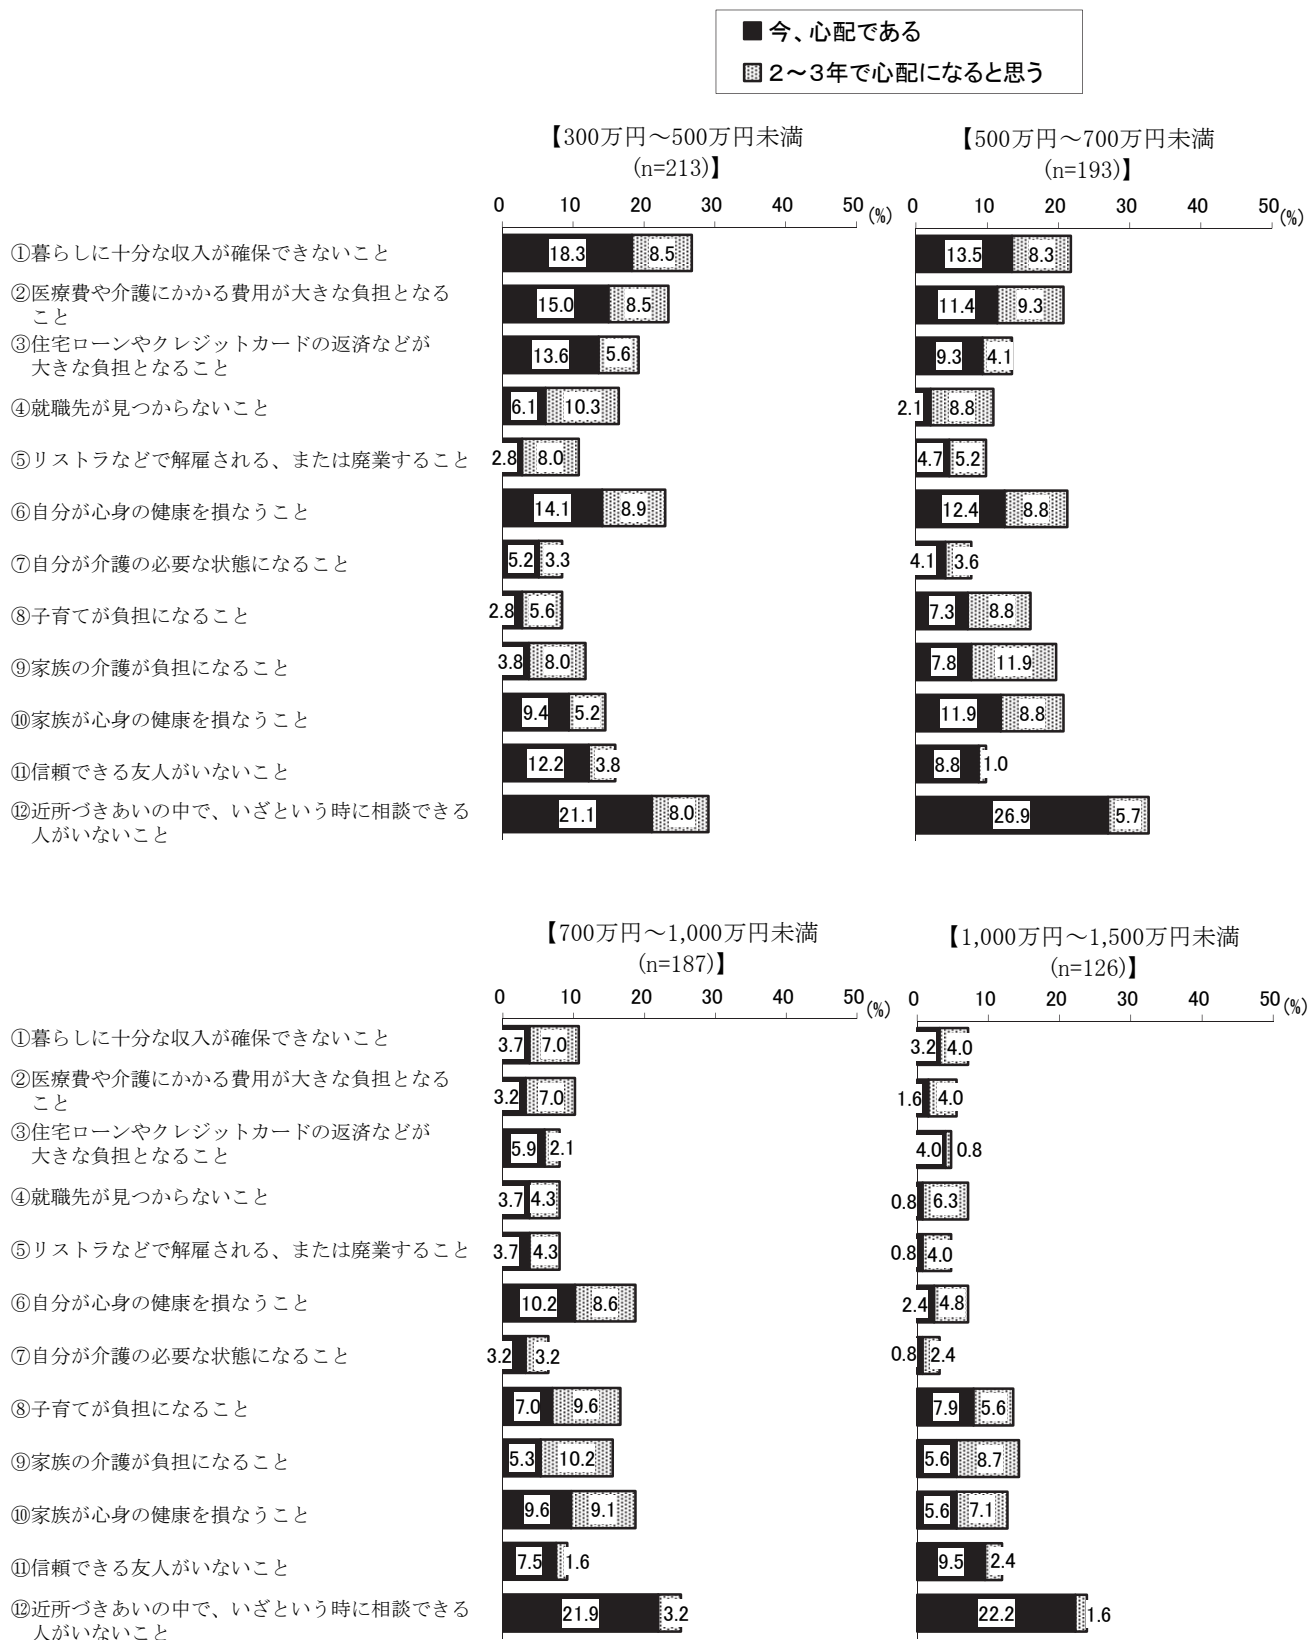 ■今、心配である
２～３年で心配になると思う
【300万円～500万円未満
(n=213)】
【500万円～700万円未満
(n=193)】
0 10 20 30 40 50 (%)
0 10 20 30 40 50 (%)
①暮らしに十分な収入が確保できないこと 18.3 8.5 13.5 8.3
②医療費や介護にかかる費用が大きな負担となる
こと 15.0 8.5 11.4 9.3
③住宅ローンやクレジットカードの返済などが
大きな負担となること 13.6 5.6 9.3 4.1
④就職先が見つからないこと 6.1 10.3 2.1 8.8
⑤リストラなどで解雇される、または廃業すること 2.8 8.0 4.7 5.2
⑥自分が心身の健康を損なうこと 14.1 8.9 12.4 8.8
⑦自分が介護の必要な状態になること 5.2 3.3 4.1 3.6
⑧子育てが負担になること 2.8 5.6 7.3 8.8
⑨家族の介護が負担になること 3.8 8.0 7.8 11.9
⑩家族が心身の健康を損なうこと 9.4 5.2 11.9 8.8
⑪信頼できる友人がいないこと 12.2 3.8 8.8 1.0
⑫近所づきあいの中で、いざという時に相談できる
人がいないこと 21.1 8.0 26.9 5.7
【700万円～1,000万円未満
(n=187)】
【1,000万円～1,500万円未満
(n=126)】
0 10 20 30 40 50 (%)
0 10 20 30 40 50 (%)
①暮らしに十分な収入が確保できないこと 3.7 7.0 3.2 4.0
②医療費や介護にかかる費用が大きな負担となる
こと 3.2 7.0 1.6 4.0
③住宅ローンやクレジットカードの返済などが
大きな負担となること 5.9 2.1 4.0 0.8
④就職先が見つからないこと 3.7 4.3 0.8 6.3
⑤リストラなどで解雇される、または廃業すること 3.7 4.3 0.8 4.0
⑥自分が心身の健康を損なうこと 10.2 8.6 2.4 4.8
⑦自分が介護の必要な状態になること 3.2 3.2 0.8 2.4
⑧子育てが負担になること 7.0 9.6 7.9 5.6
⑨家族の介護が負担になること 5.3 10.2 5.6 8.7
⑩家族が心身の健康を損なうこと 9.6 9.1 5.6 7.1
⑪信頼できる友人がいないこと 7.5 1.6 9.5 2.4
⑫近所づきあいの中で、いざという時に相談できる
人がいないこと 21.9 3.2 22.2 1.6